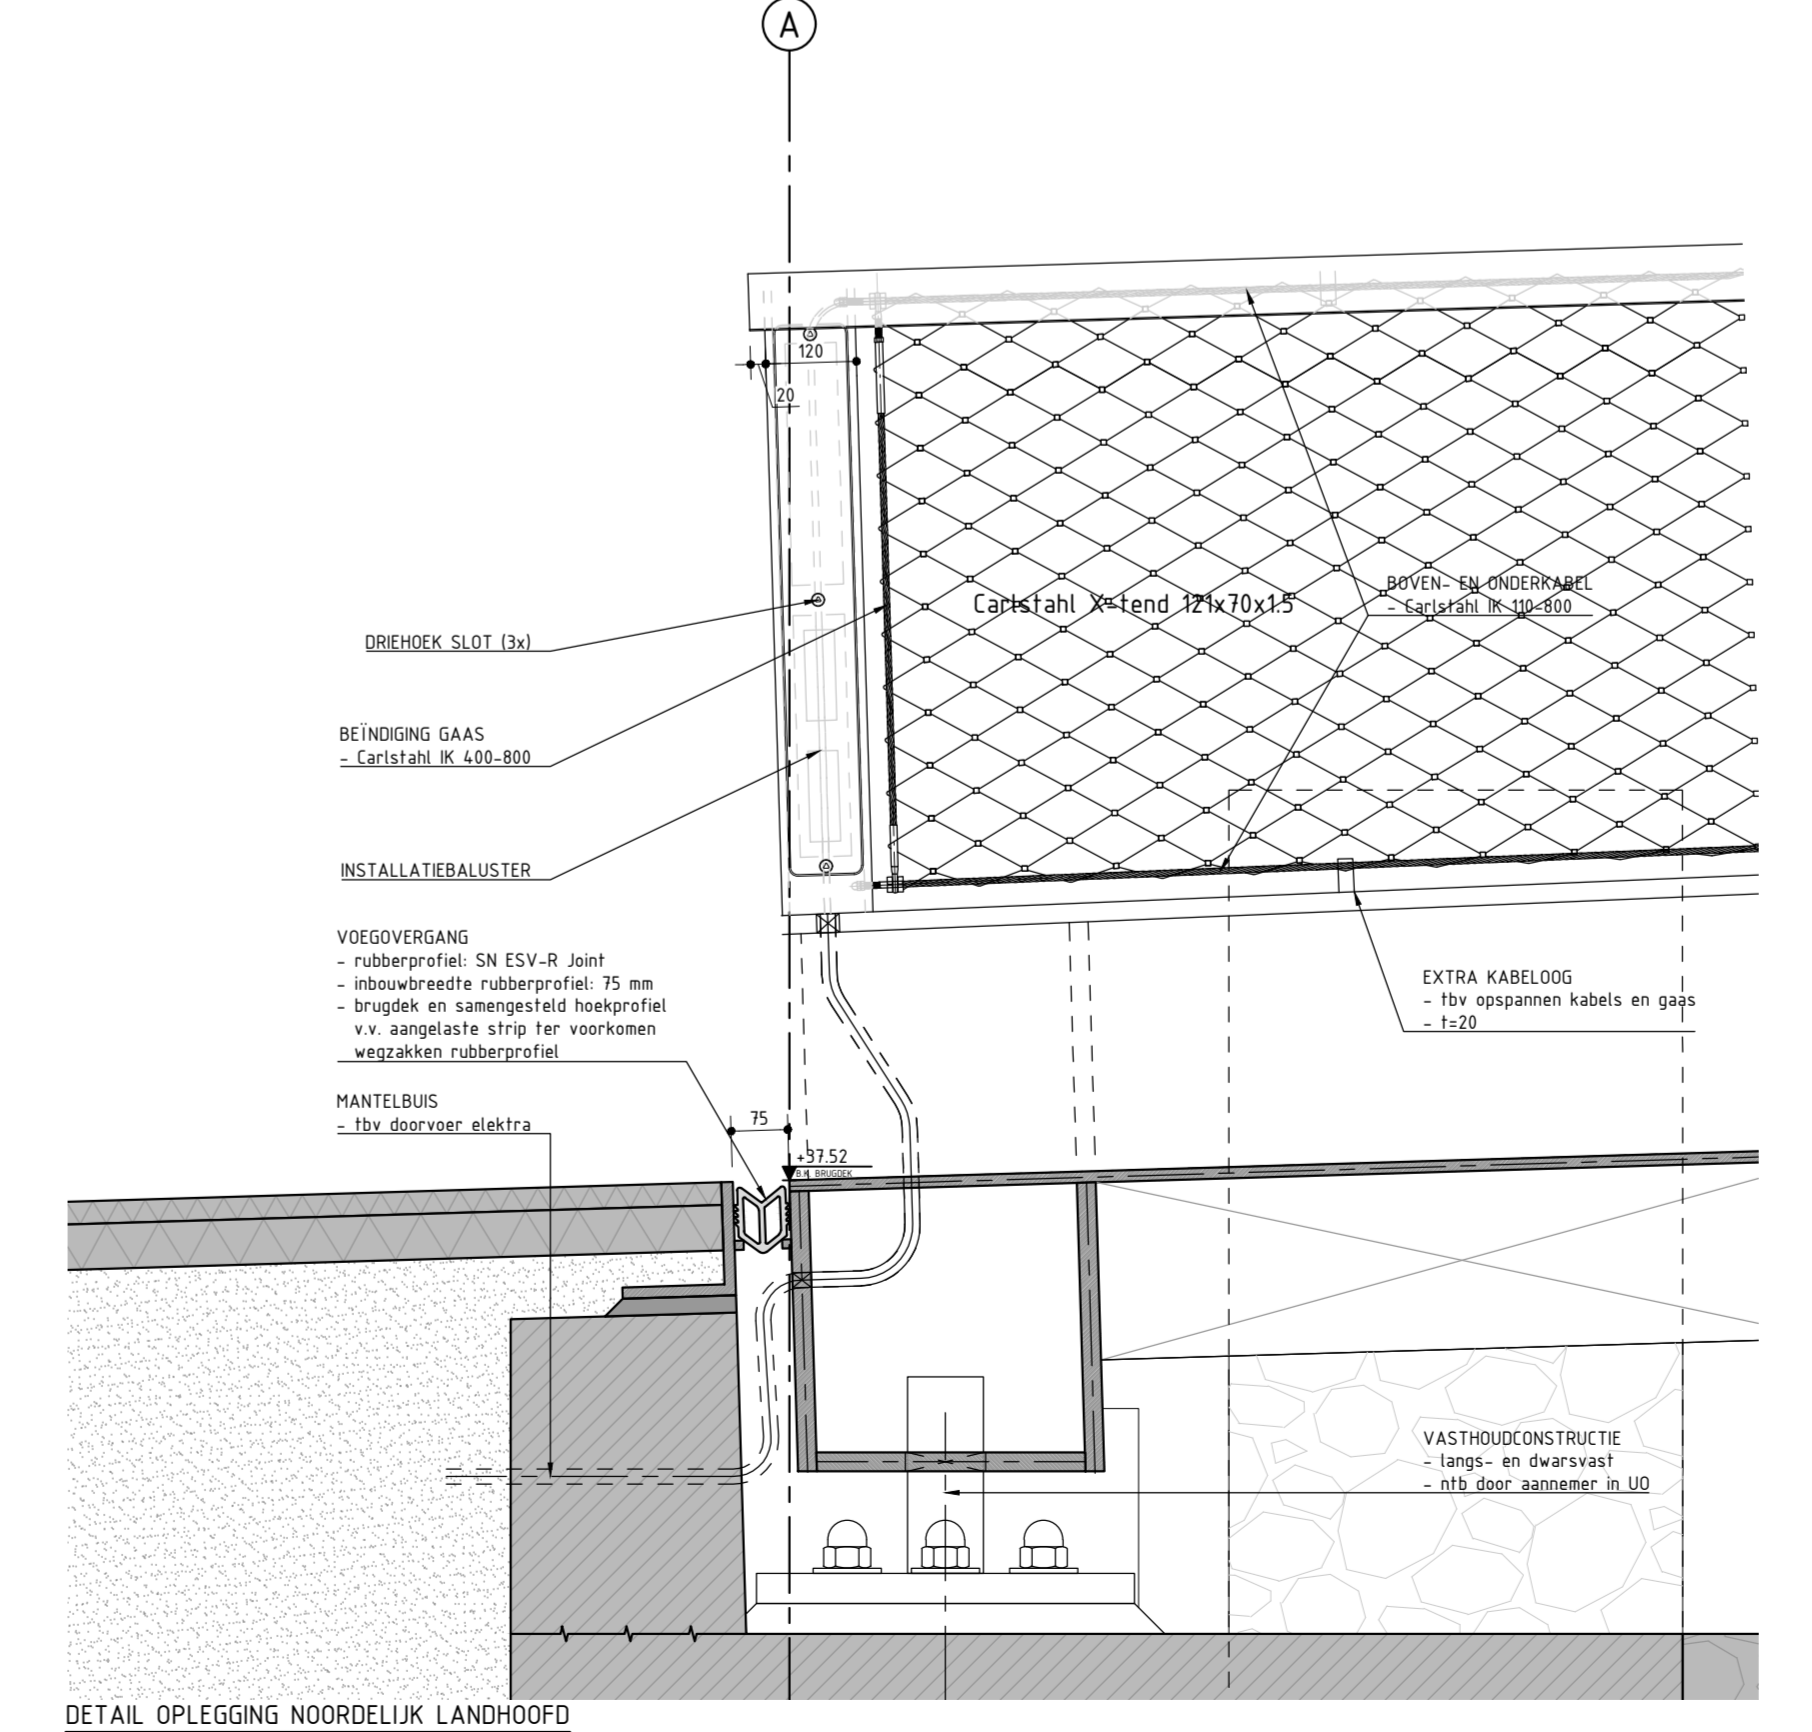 A
120
20
Carlstahl X-tend 121x70x1.5
BOVEN- EN ONDERKABEL
- Carlstahl IK 110-800
DRIEHOEK SLOT (3x)
BEÏNDIGING GAAS
- Carlstahl IK 400-800
INSTALLATIEBALUSTER
VOEGOVERGANG
- rubberprofiel: SN ESV-R Joint
- inbouwbreedte rubberprofiel: 75 mm
- brugdek en samengesteld hoekprofiel
v.v. aangelaste strip ter voorkomen
wegzakken rubberprofiel
EXTRA KABELOOG
- tbv opspannen kabels en gaas
- t=20
MANTELBUIS
- tbv doorvoer elektra
75
+37.52
B.K. BRUGDEK
VASTHOUDCONSTRUCTIE
- langs- en dwarsvast
- ntb door aannemer in UO
DETAIL OPLEGGING NOORDELIJK LANDHOOFD